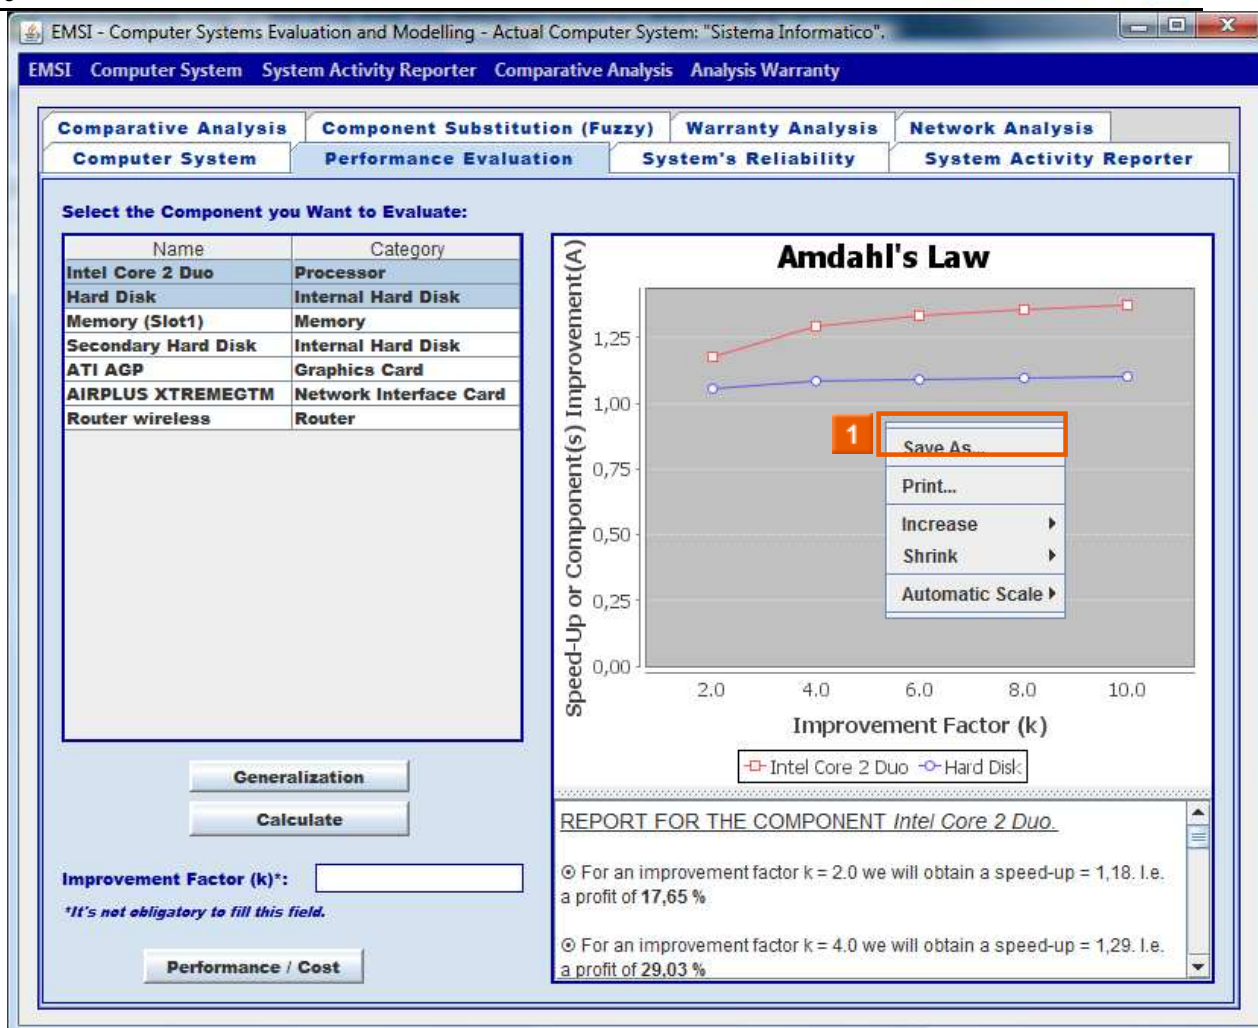 EMSI - Computer Systems Evaluation and Modelling - Actual Computer System: "Sistema Informatico".
EMSI Computer System System Activity Reporter Comparative Analysis Analysis Warranty
Comparative Analysis Component Substitution (Fuzzy) Warranty Analysis Network Analysis
Computer System Performance Evaluation System's Reliability System Activity Reporter
Select the Component you Want to Evaluate:
Name Category
Intel Core 2 Duo Processor
Hard Disk Internal Hard Disk
Memory (Slot1) Memory
Secondary Hard Disk Internal Hard Disk
ATI AGP Graphics Card
AIRPLUS XTREMEGTM Network Interface Card
Router wireless Router
Generalization
Calculate
Improvement Factor (k)*:
*It's not obligatory to fill this field.
Performance / Cost
Amdahl's Law
Speed-Up or Component(s) Improvement(A)
1,25
1,00
0,75
0,50
0,25
0,00
1
Save As...
Print...
Increase
Shrink
Automatic Scale
2.0 4.0 6.0 8.0 10.0
Improvement Factor (k)
Intel Core 2 Duo Hard Disk
REPORT FOR THE COMPONENT Intel Core 2 Duo.
For an improvement factor k = 2.0 we will obtain a speed-up = 1,18. I.e.
a profit of 17,65 %
For an improvement factor k = 4.0 we will obtain a speed-up = 1,29. I.e.
a profit of 29,03 %